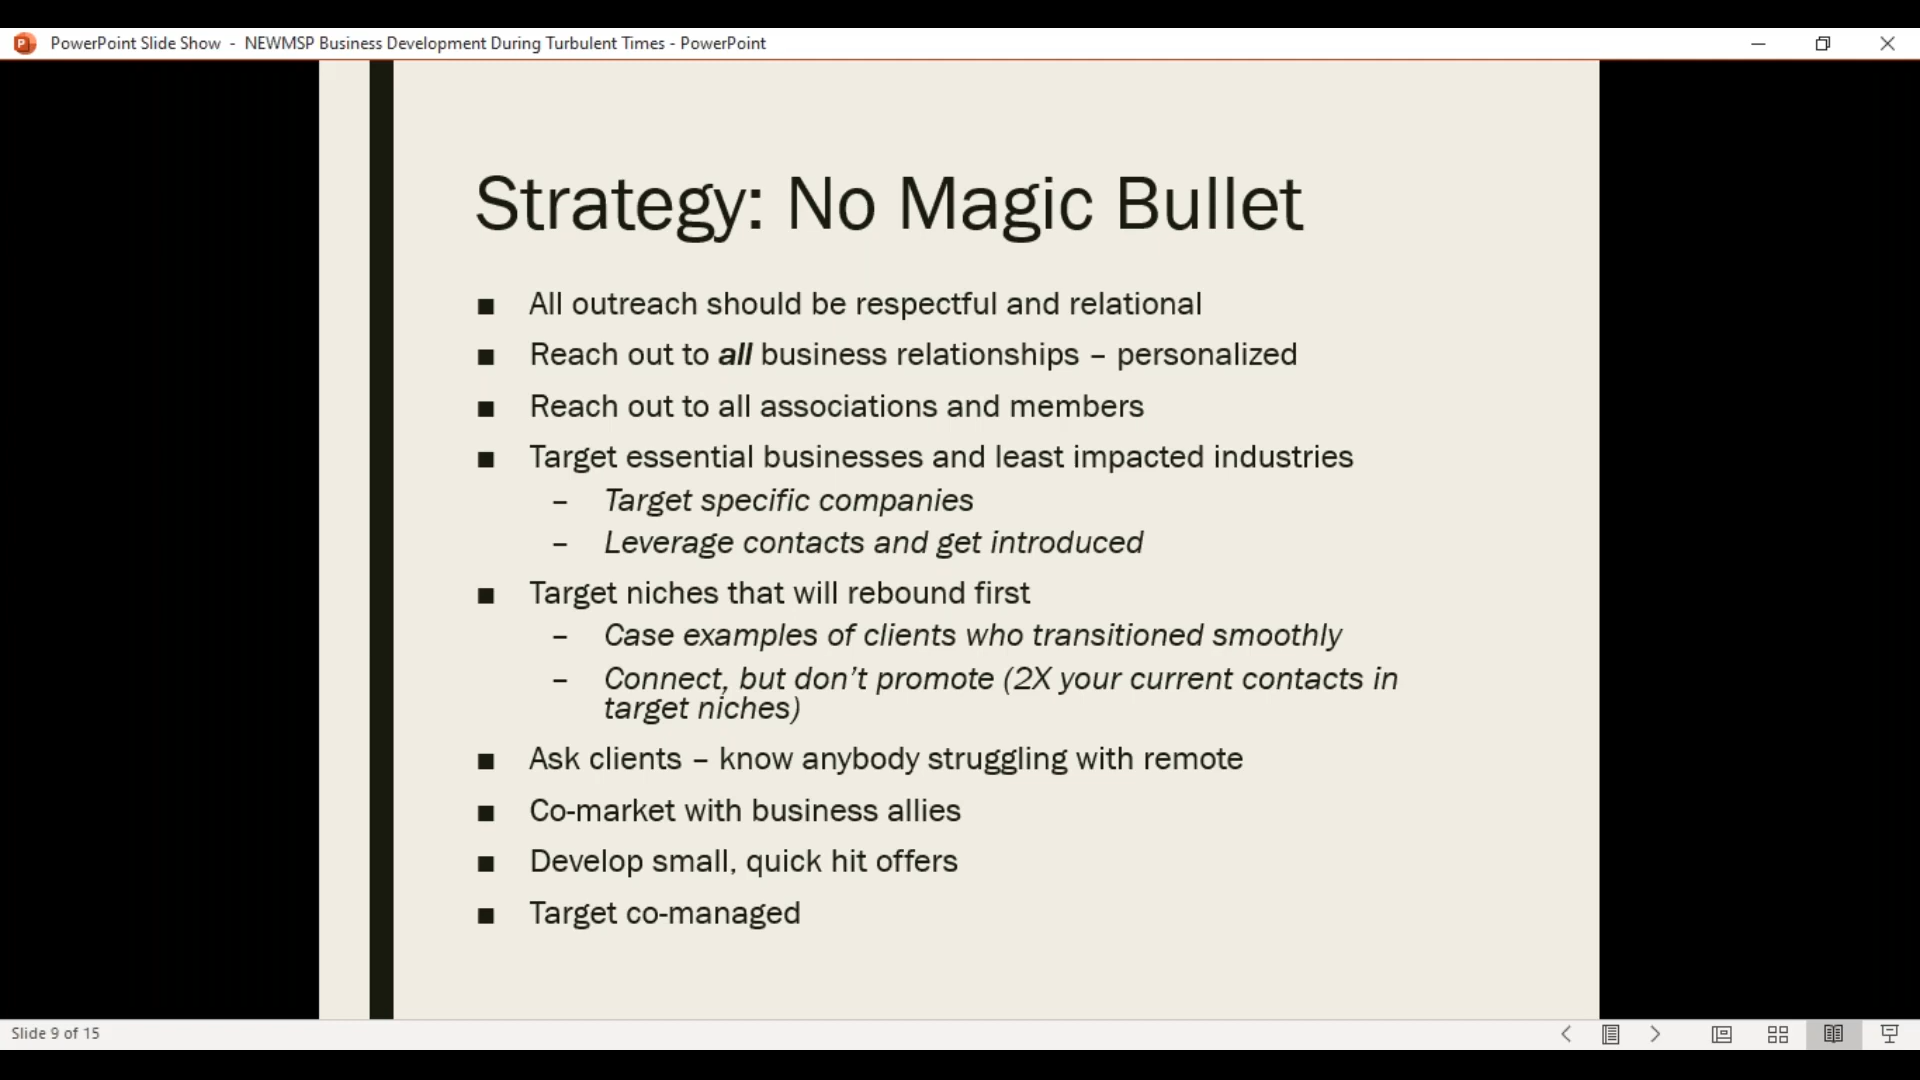 PowerPoint Slide Show - NEWMSP Business Development During Turbulent Times - PowerPoint
Strategy: No Magic Bullet
■ All outreach should be respectful and relational
■ Reach out to all business relationships – personalized
■ Reach out to all associations and members
■ Target essential businesses and least impacted industries
– Target specific companies
– Leverage contacts and get introduced
■ Target niches that will rebound first
– Case examples of clients who transitioned smoothly
– Connect, but don't promote (2X your current contacts in
target niches)
■ Ask clients – know anybody struggling with remote
■ Co-market with business allies
■ Develop small, quick hit offers
■ Target co-managed
Slide 9 of 15